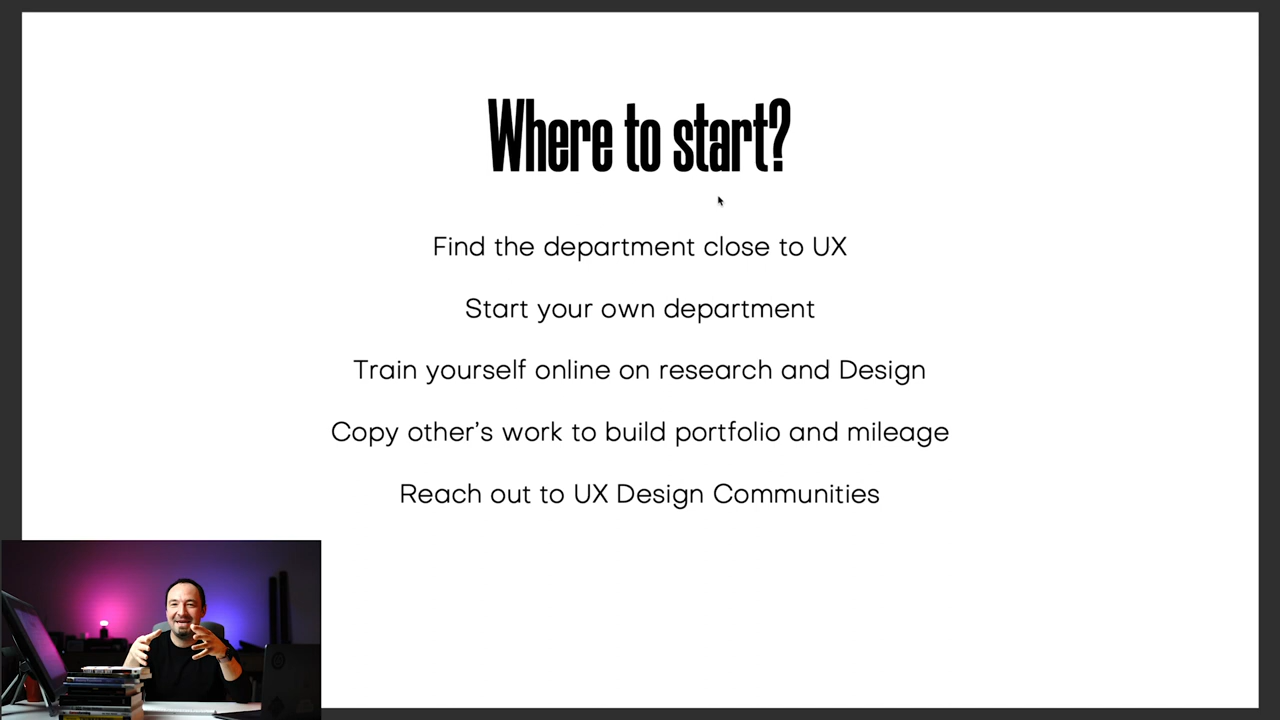 Where to start?
Find the department close to UX
Start your own department
Train yourself online on research and Design
Copy other's work to build portfolio and mileage
Reach out to UX Design Communities